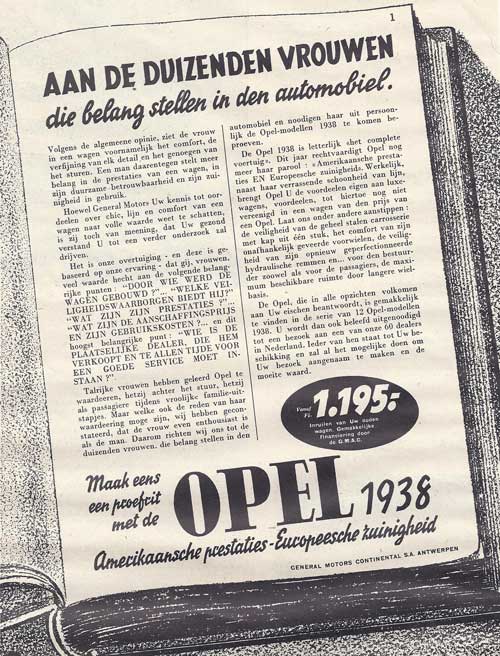 1
AAN DE DUIZENDEN VROUWEN
die belang stellen in den automobiel.
Volgens de algemeene opinie, ziet de vrouw
in een wagen voornamelijk het comfort, de
verfijning van elk detail en het genoegen van
het sturen. Een man daarentegen stelt meer
belang in de prestaties van een wagen, in
zijn duurzame betrouwbaarheid en zijn zui-
nigheid in gebruik.
Hoewel General Motors Uw kennis tot oor-
deelen over chic, lijn en comfort van een
wagen naar volle waarde weet te schatten,
is zij toch van meening, dat Uw gezond
verstand U tot een verder onderzoek zal
drijven.
Het is onze overtuiging - en deze is ge-
baseerd op onze ervaring - dat gij, vrouwen,
veel waarde hecht aan de volgende belang-
rijke punten : "DOOR WIE WERD DE
WAGEN GEBOUWD ?"... "WELKE VEI-
LIGHEIDSWAARBORGEN BIEDT HIJ?"
"WAT ZIJN ZIJN PRESTATIES ?"...
"WAT ZIJN DE AANSCHAFFINGSPRIJS
EN ZIJN GEBRUIKSKOSTEN ?... en dit
hoogst belangrijke punt : "WIE IS DE
PLAATSELIJKE DEALER, DIE HEM
VERKOOPT EN TE ALLEN TIJDE VOOR
EEN GOEDE SERVICE MOET IN-
STAAN ?".
Talrijke vrouwen hebben geleerd Opel te
waardeeren, hetzij achter het stuur, hetzij
als passagiere tijdens vroolijke familie-uit-
stapjes. Maar welke ook de reden van haar
waardeering moge zijn, wij hebben gecon-
stateerd, dat de vrouw even enthousiast is
als de man. Daarom richten wij ons tot de
duizenden vrouwen, die belang stellen in den
automobiel en noodigen haar uit persoon-
lijk de Opel-modellen 1938 te komen be-
proeven.
De Opel 1938 is letterlijk «het complete
voertuig». Dit jaar rechtvaardigt Opel nog
meer haar parool : « Amerikaansche presta-
ties EN Europeesche zuinigheid». Werkelijk,
naast haar verrassende schoonheid van lijn,
brengt Opel U de voordeelen eigen aan luxe-
wagens, voordeelen, tot hiertoe nog niet
vereenigd in een wagen van den prijs van
een Opel. Laat ons onder andere aanstippen :
de veiligheid van de geheel stalen carrosserie
met kap uit één stuk, het comfort van zijn
onafhankelijk geveerde voorwielen, de veilig-
heid van zijn opnieuw geperfectionneerde
hydraulische remmen en... voor den bestuur-
der zoowel als voor de passagiers, de maxi-
mum beschikbare ruimte door langere wiel-
basis.
De Opel, die in alle opzichten volkomen
aan Uw eischen beantwoordt, is gemakkelijk
te vinden in de serie van 12 Opel-modellen
1938. U wordt dan ook beleefd uitgenoodigd
tot een bezoek aan een van onze 60 dealers
in Nederland. Ieder van hen staat tot Uw be-
schikking en zal al het mogelijke doen om
Uw bezoek aangenaam te maken en de
moeite waard.
Vanaf
Fl. 1.195:-
Inruilen van Uw ouden
wagen. Gemakkelijke
financiering door
de G.M.A.C.
Maak eens
een proefrit
met de
OPEL 1938
Amerikaansche prestaties - Europeesche zuinigheid
GENERAL MOTORS CONTINENTAL S.A. ANTWERPEN